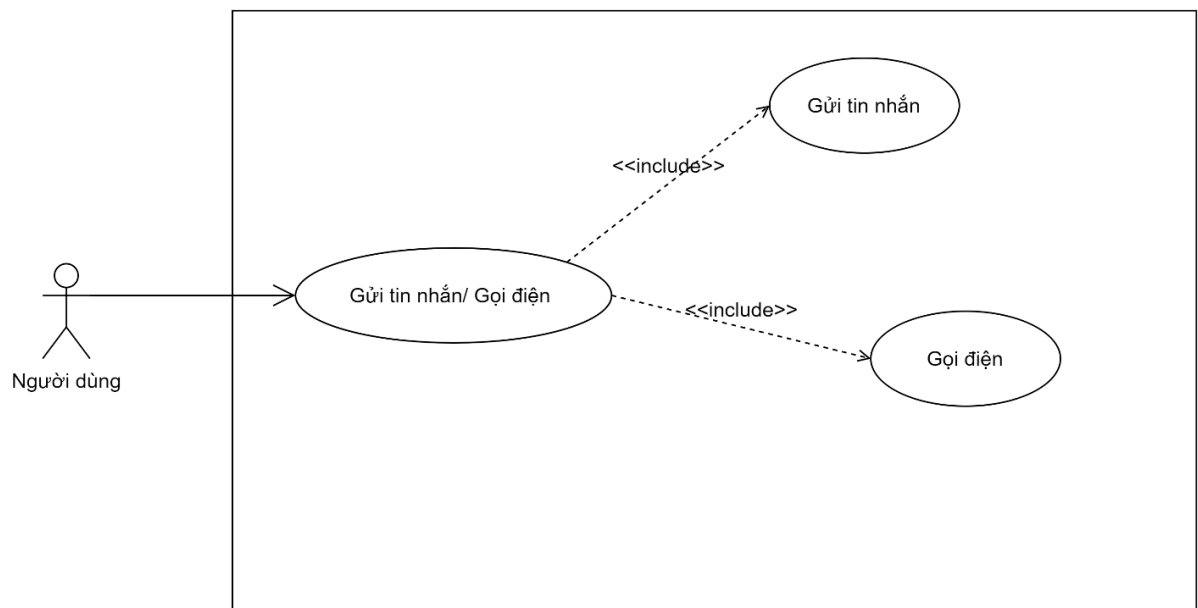 Gửi tin nhắn
<<include>>
Gửi tin nhắn/ Gọi điện
<<include>>
Gọi điện
Người dùng